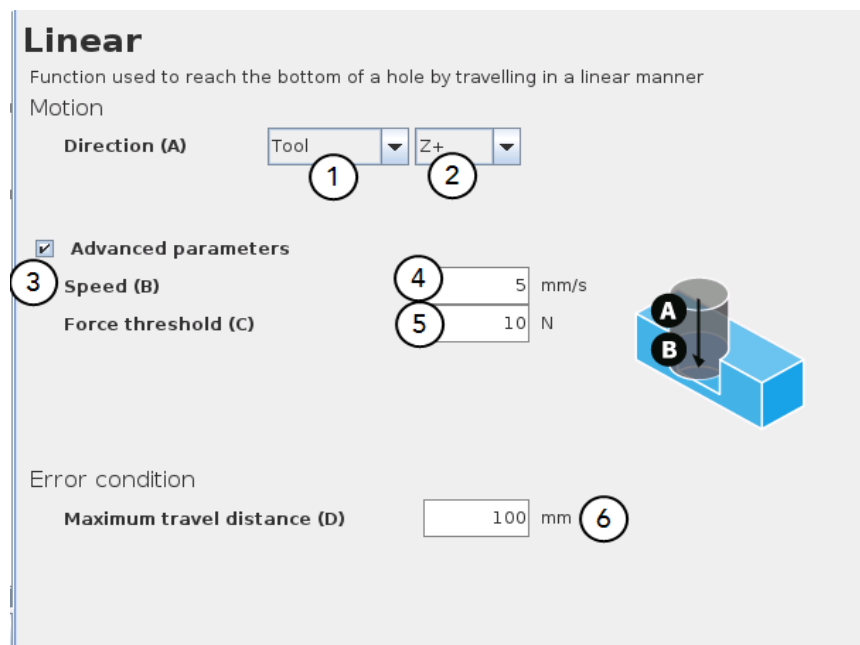 Linear
Function used to reach the bottom of a hole by travelling in a linear manner
Motion
Direction (A) Tool Z+
1 2
Advanced parameters
3 Speed (B) 4 5 mm/s
Force threshold (C) 5 10 N
A
B
Error condition
Maximum travel distance (D) 100 mm 6